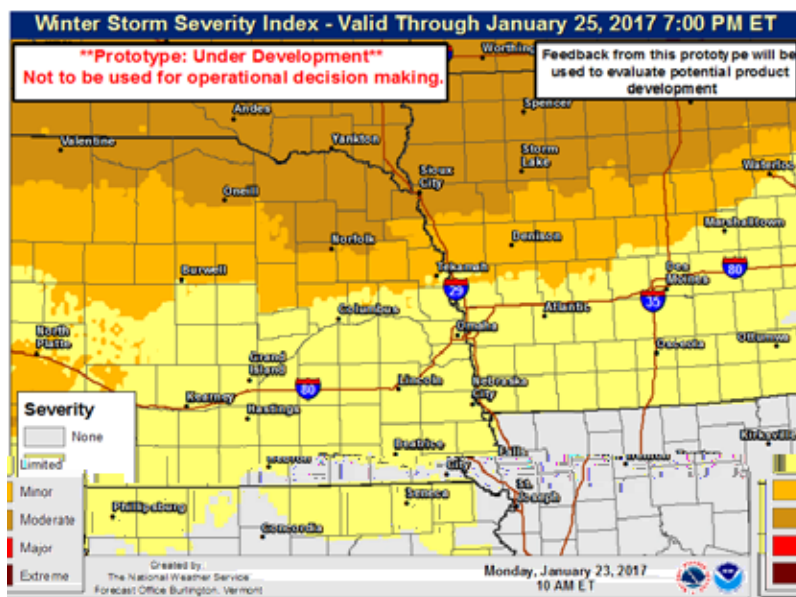 Winter Storm Severity Index - Valid Through January 25, 2017 7:00 PM ET
**Prototype: Under Development**
Not to be used for operational decision making.
Feedback from this prototype will be
used to evaluate potential product
development
Worthing
Andes
Spencer
Valentine
Yankton
Storm
Lake
Waterloo
Sioux
City
Oneill
Marshalltown
Norfolk
Denison
Tekamah
Des
Moines
80
Burwell
29
35
Columbus
Atlantic
Omaha
North
Platte
Osceola
Ottumwa
Grand
Island
80
Lincoln
Kearney
Nebraska
City
Hastings
Severity
None
Kirksville
Beatrice
Falls
Limited
City
St.
Joseph
Minor
Seneca
Phillipsburg
Moderate
Concordia
Major
Extreme
Created by:
The National Weather Service
Forecast Office Burlington, Vermont
Monday, January 23, 2017
10 AM ET